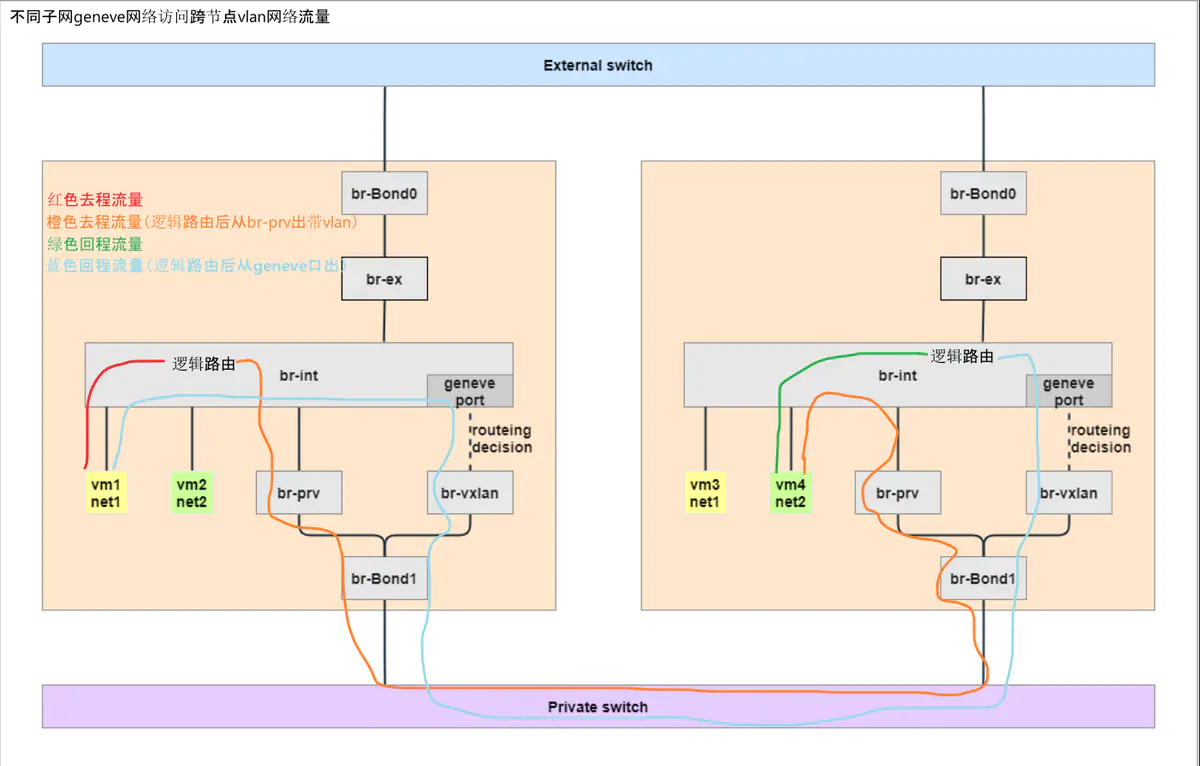 不同子网geneve网络访问跨节点vlan网络流量
External switch
br-Bond0
br-Bond0
红色去程流量
橙色去程流量(逻辑路由后从br-prv出带vlan)
绿色回程流量
蓝色回程流量(逻辑路由后从geneve口出)
br-ex
br-ex
逻辑路由
br-int
geneve
port
逻辑路由
br-int
geneve
port
routeing
decision
routeing
decision
vm1
net1
vm2
net2
br-prv
br-vxlan
vm3
net1
vm4
net2
br-prv
br-vxlan
br-Bond1
br-Bond1
Private switch